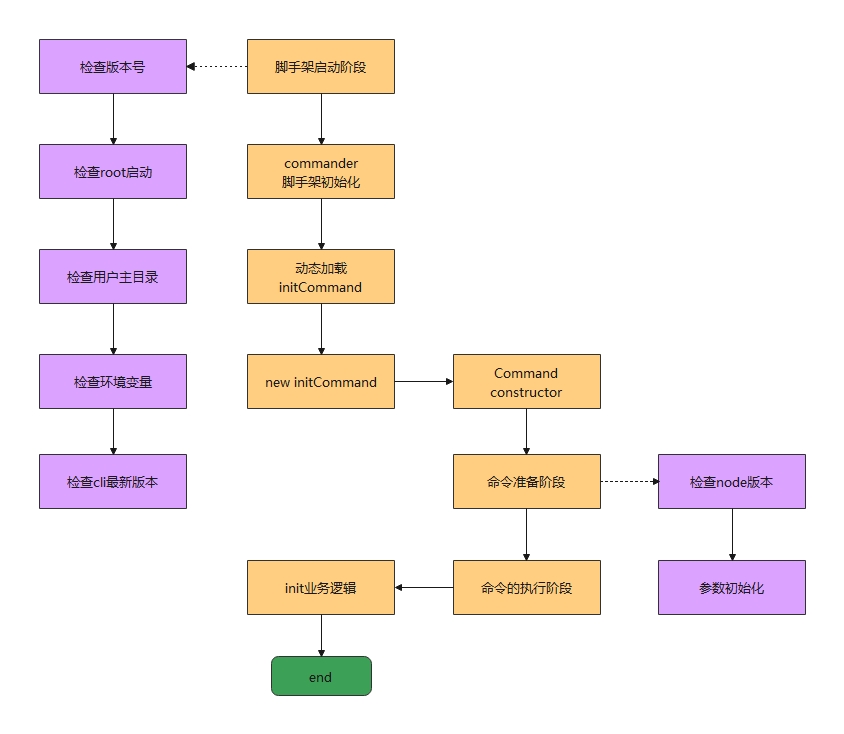 检查版本号
脚手架启动阶段
检查root启动
commander
脚手架初始化
检查用户主目录
动态加载
initCommand
检查环境变量
new initCommand
Command
constructor
检查cli最新版本
命令准备阶段
检查node版本
init业务逻辑
命令的执行阶段
参数初始化
end